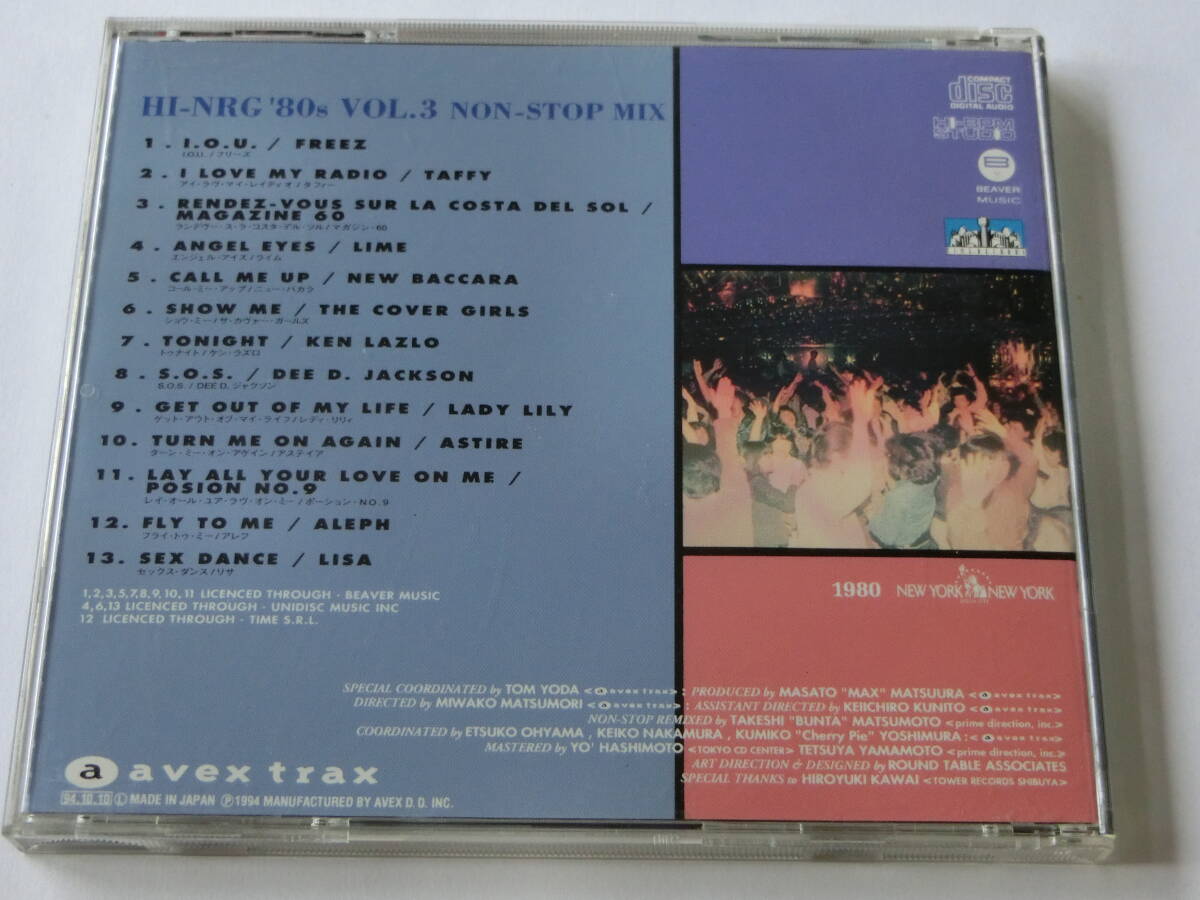 HI-NRG '80s VOL.3 NON-STOP MIX
1. I.O.U. / FREEZ
I.O.U. / フリーズ
2. I LOVE MY RADIO / TAFFY
アイ・ラヴ・マイ・レイディオ / タフィー
3. RENDEZ-VOUS SUR LA COSTA DEL SOL /
MAGAZINE 60
ランデヴー・ス・ラ・コスタ・デル・ソル / マガジン・60
4. ANGEL EYES / LIME
エンジェル・アイズ / ライム
5. CALL ME UP / NEW BACCARA
コール・ミー・アップ / ニュー・バカラ
6. SHOW ME / THE COVER GIRLS
ショウ・ミー / ザ・カヴァー・ガールズ
7. TONIGHT / KEN LAZLO
トゥナイト / ケン・ラズロ
8. S.O.S. / DEE D. JACKSON
S.O.S. / DEE D. ジャクソン
9. GET OUT OF MY LIFE / LADY LILY
ゲット・アウト・オブ・マイ・ライフ / レディ・リリィ
10. TURN ME ON AGAIN / ASTIRE
ターン・ミー・オン・アゲイン / アステイア
11. LAY ALL YOUR LOVE ON ME /
POSION NO.9
レイ・オール・ユア・ラヴ・オン・ミー / ポーション・NO.9
12. FLY TO ME / ALEPH
フライ・トゥ・ミー / アレフ
13. SEX DANCE / LISA
セックス・ダンス / リサ
1,2,3,5,7,8,9,10,11 LICENCED THROUGH - BEAVER MUSIC
4,6,13 LICENCED THROUGH - UNIDISC MUSIC INC
12 LICENCED THROUGH - TIME S.R.L.
COMPACT
disc
DIGITAL AUDIO
HI-BPM
STUDIO
B
BEAVER
MUSIC
1980 NEW YORK NEW YORK
SPECIAL COORDINATED by TOM YODA <a avex trax> : PRODUCED by MASATO "MAX" MATSUURA <a avex trax>
DIRECTED by MIWAKO MATSUMORI <a avex trax> : ASSISTANT DIRECTED by KEIICHIRO KUNITO <a avex trax>
NON-STOP REMIXED by TAKESHI "BUNTA" MATSUMOTO <prime direction, inc.>
COORDINATED by ETSUKO OHYAMA, KEIKO NAKAMURA, KUMIKO "Cherry Pie" YOSHIMURA : <a avex trax>
MASTERED by YO' HASHIMOTO <TOKYO CD CENTER> TETSUYA YAMAMOTO <prime direction, inc.>
ART DIRECTION & DESIGNED by ROUND TABLE ASSOCIATES
SPECIAL THANKS to HIROYUKI KAWAI <TOWER RECORDS SHIBUYA>
a avex trax
94.10.10 Ⓛ MADE IN JAPAN ℗1994 MANUFACTURED BY AVEX D.D. INC.